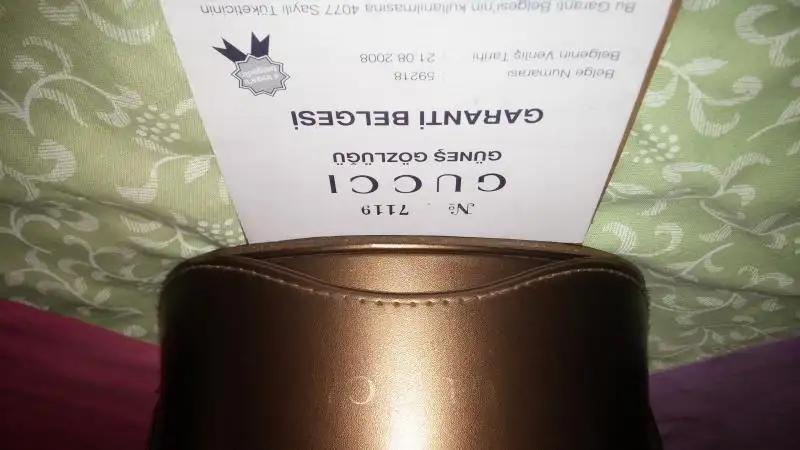 № 7119
GUCCI
GÜNEŞ GÖZLÜĞÜ
GARANTİ BELGESİ
Belge Numarası : 59218
Belgenin Veriliş Tarihi : 21.08.2008
Bu Garanti Belgesi'nin kullanılmasına 4077 Sayılı Tüketicinin
GUCCI